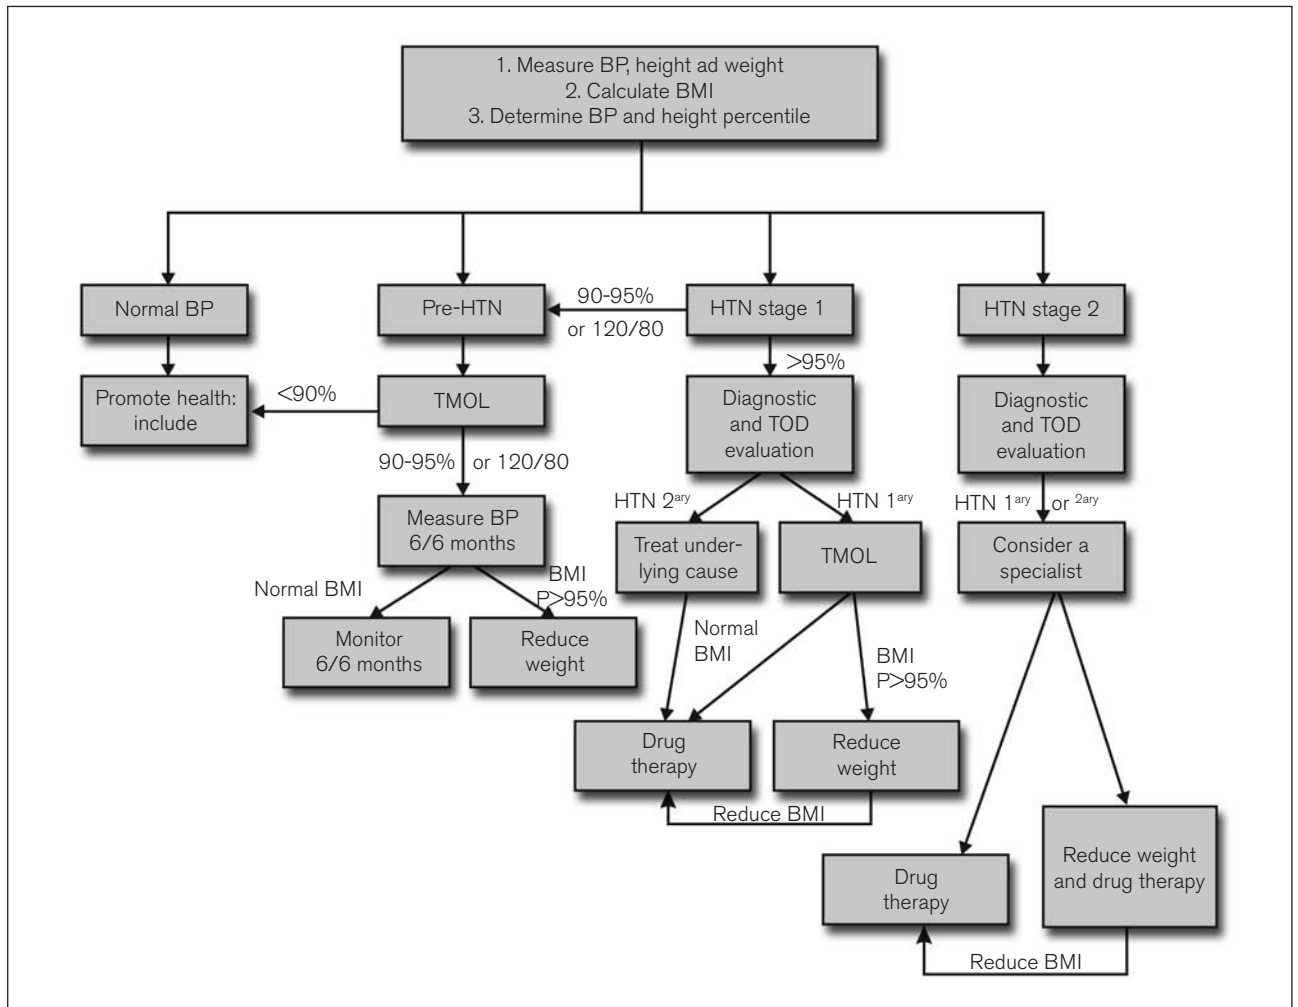 1. Measure BP, height ad weight
2. Calculate BMI
3. Determine BP and height percentile
Normal BP
Pre-HTN
90-95%
or 120/80
HTN stage 1
HTN stage 2
>95%
Promote health:
include
<90%
TMOL
Diagnostic
and TOD
evaluation
Diagnostic
and TOD
evaluation
90-95% or 120/80
HTN 2ary
HTN 1ary
HTN 1ary or 2ary
Measure BP
6/6 months
Treat under-
lying cause
TMOL
Consider a
specialist
Normal BMI
BMI
P>95%
Monitor
6/6 months
Reduce
weight
Normal
BMI
BMI
P>95%
Drug
therapy
Reduce
weight
Reduce BMI
Drug
therapy
Reduce weight
and drug therapy
Reduce BMI